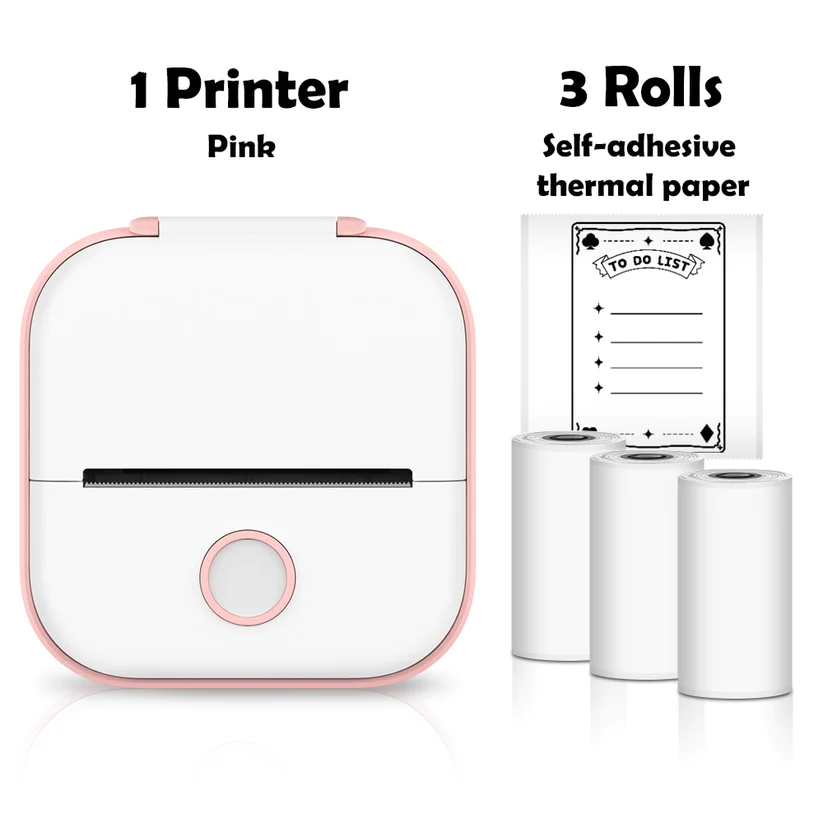 1 Printer
Pink
3 Rolls
Self-adhesive
thermal paper
TO DO LIST